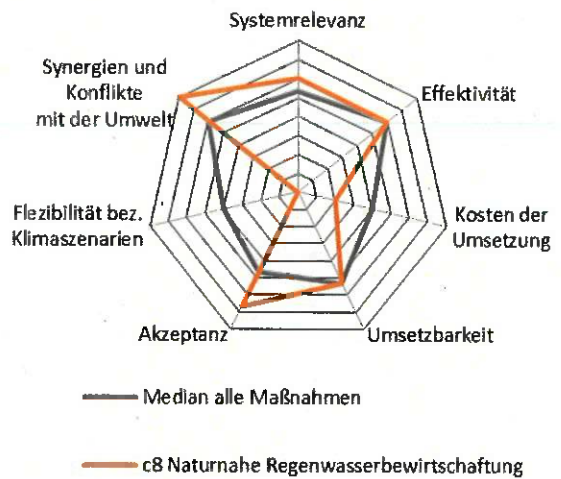 Systemrelevanz
Synergien und
Konflikte
mit der Umwelt
Effektivität
Flezibilität bez.
Klimaszenarien
Kosten der
Umsetzung
Akzeptanz
Umsetzbarkeit
Median alle Maßnahmen
c8 Naturnahe Regenwasserbewirtschaftung